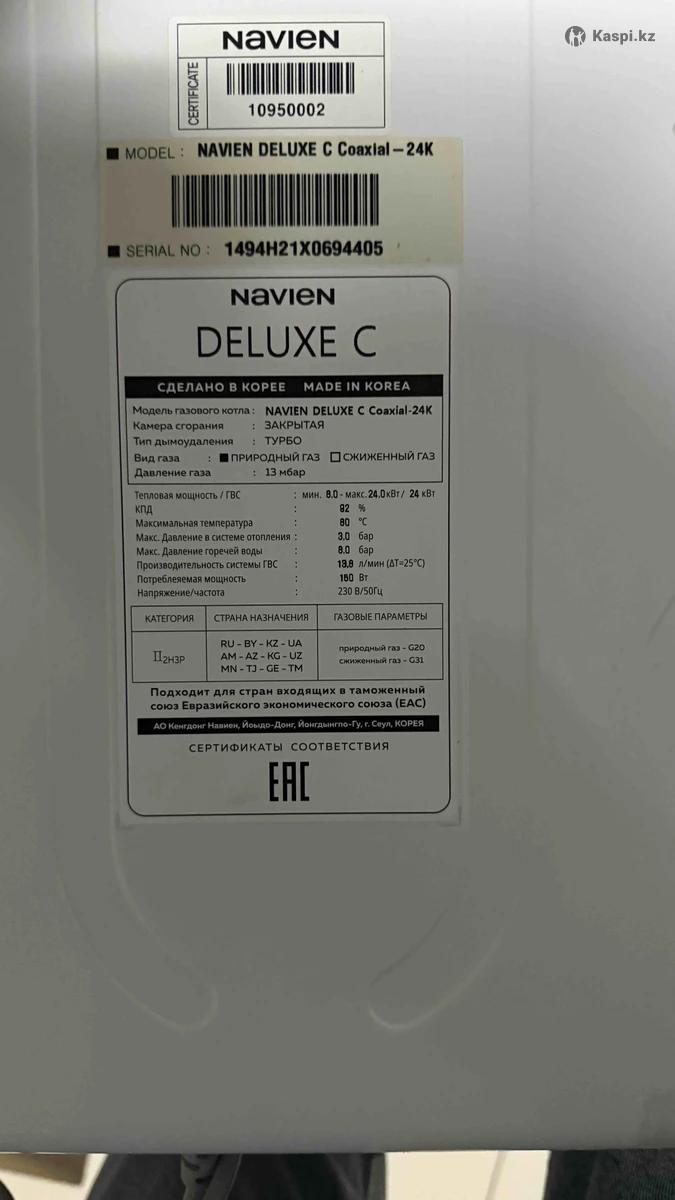 Kaspi.kz
NAVIEN
CERTIFICATE
10950002
MODEL : NAVIEN DELUXE C Coaxial-24K
SERIAL NO : 1494H21X0694405
NAVIEN
DELUXE C
СДЕЛАНО В КОРЕЕ MADE IN KOREA
Модель газового котла : NAVIEN DELUXE C Coaxial-24K
Камера сгорания : ЗАКРЫТАЯ
Тип дымоудаления : ТУРБО
Вид газа : ■ ПРИРОДНЫЙ ГАЗ □ СЖИЖЕННЫЙ ГАЗ
Давление газа : 13 мбар
Тепловая мощность / ГВС : мин. 8.0 - макс. 24.0 кВт / 24 кВт
КПД : 92 %
Максимальная температура : 80 °C
Макс. Давление в системе отопления : 3.0 бар
Макс. Давление горячей воды : 8.0 бар
Производительность системы ГВС : 13.8 л/мин (ΔT=25°C)
Потребляемая мощность : 150 Вт
Напряжение/частота : 230 В/50Гц
КАТЕГОРИЯ СТРАНА НАЗНАЧЕНИЯ ГАЗОВЫЕ ПАРАМЕТРЫ
II2H3P
RU - BY - KZ - UA
AM - AZ - KG - UZ
MN - TJ - GE - TM
природный газ - G20
сжиженный газ - G31
Подходит для стран входящих в таможенный
союз Евразийского экономического союза (ЕАС)
АО Кенгдонг Навиен, Йоыдо-Донг, Йонгдынгпо-Гу, г. Сеул, КОРЕЯ
СЕРТИФИКАТЫ СООТВЕТСТВИЯ
EAC